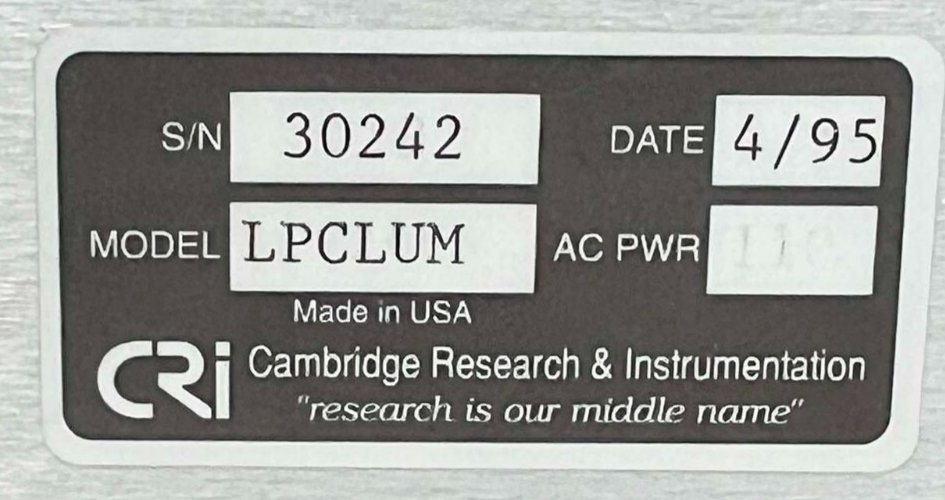 S/N 30242 DATE 4/95
MODEL LPCLUM AC PWR
Made in USA
CRi Cambridge Research & Instrumentation
"research is our middle name"